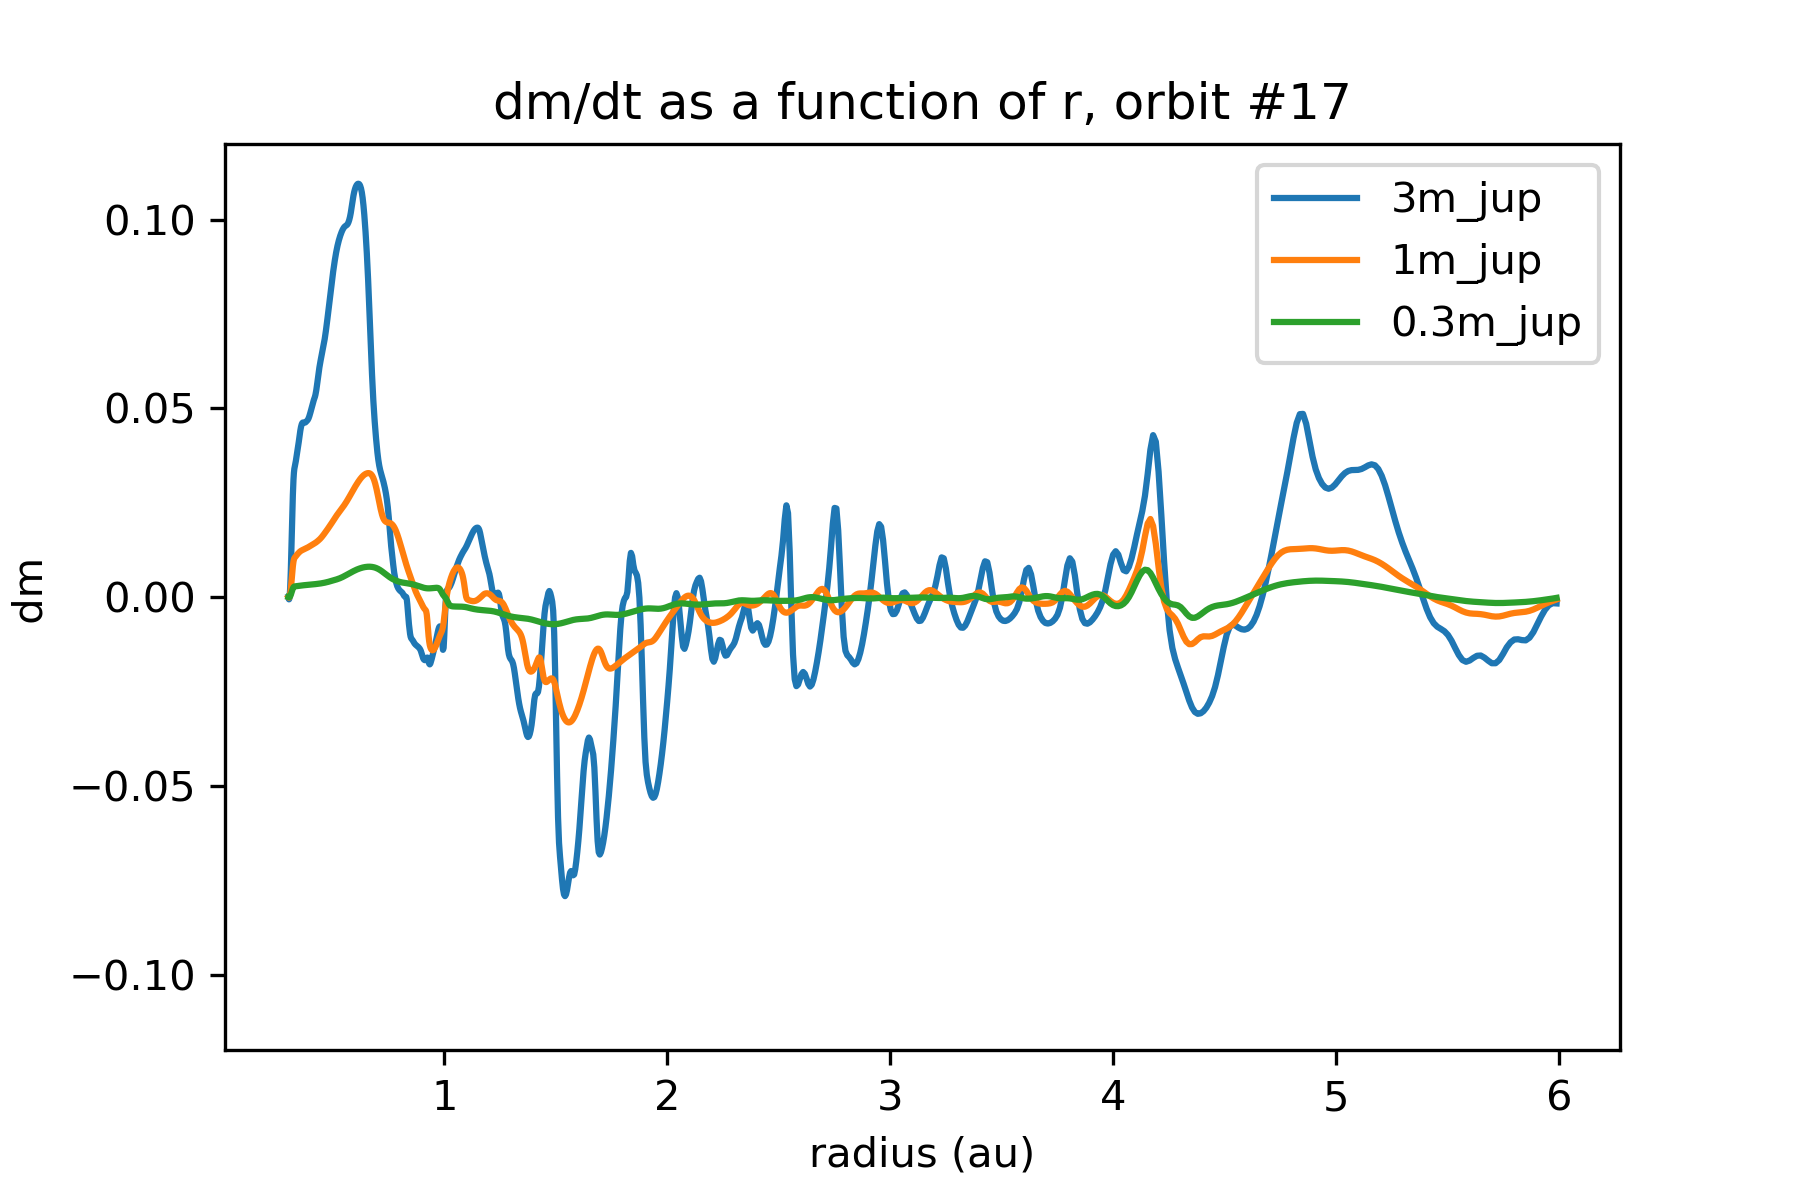 dm/dt as a function of r, orbit #17
3m_jup
1m_jup
0.3m_jup
dm
0.10
0.05
0.00
−0.05
−0.10
1 2 3 4 5 6
radius (au)